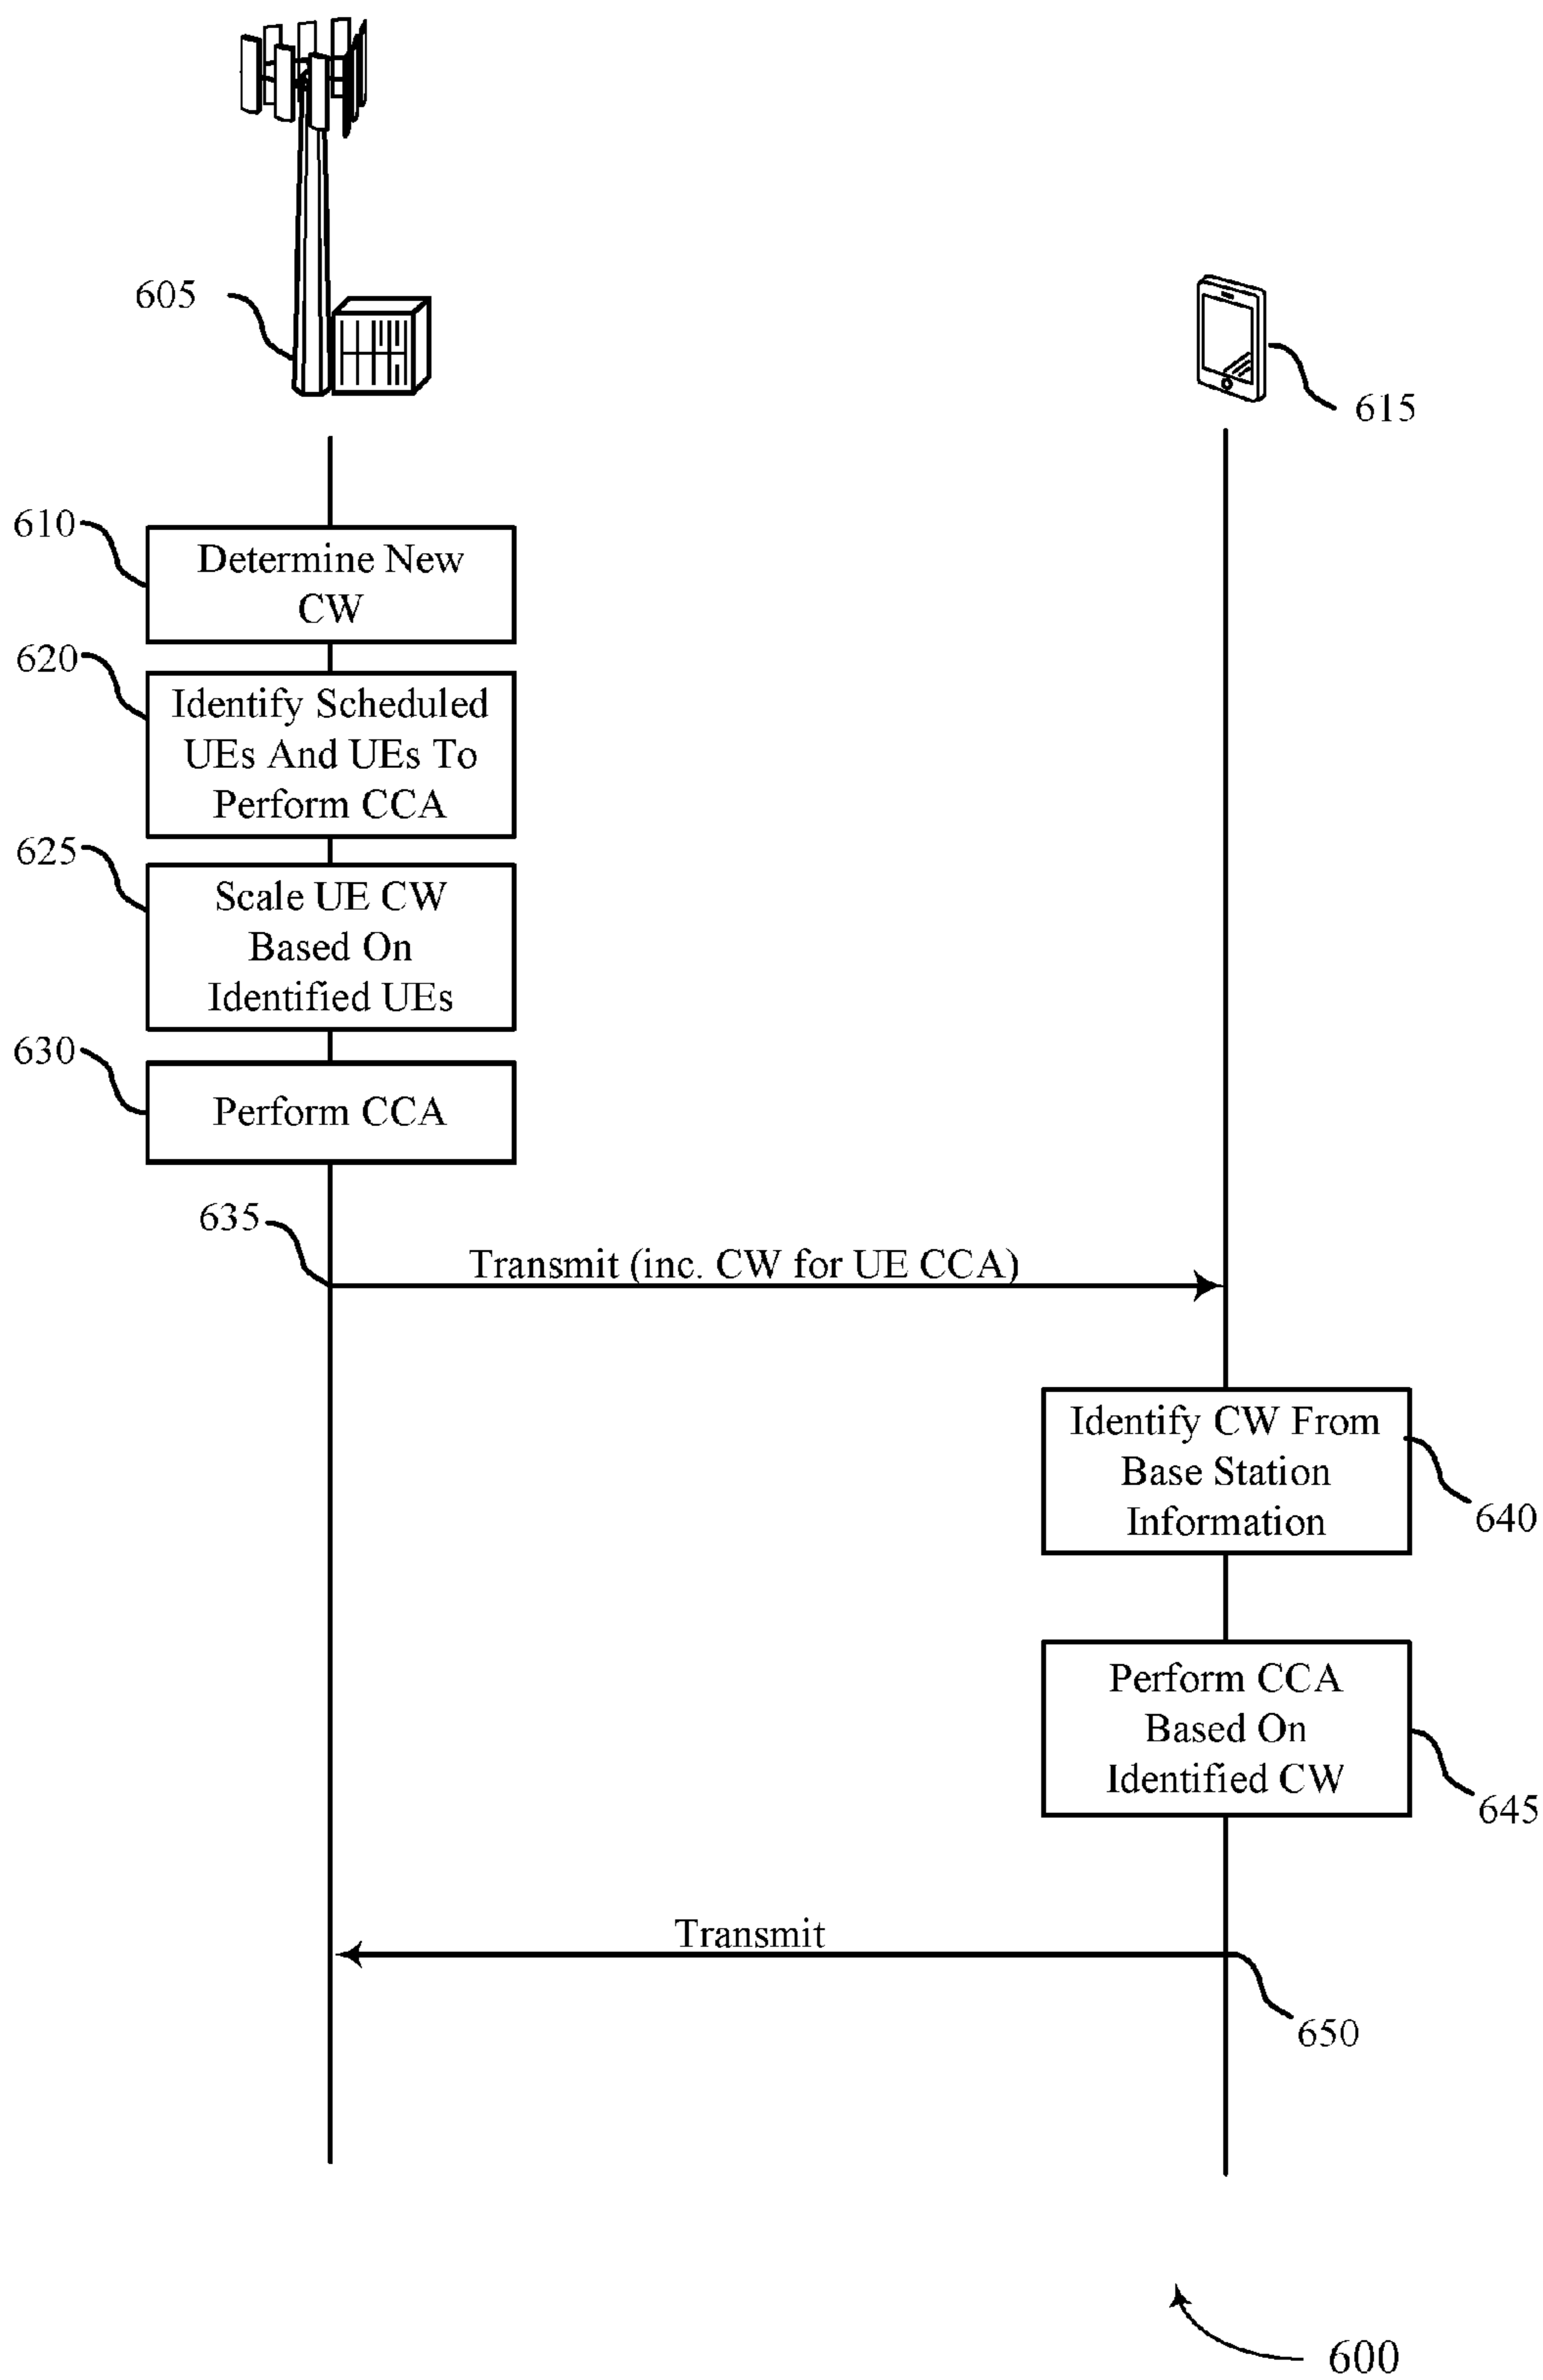 605
615
610
Determine New
CW
620
Identify Scheduled
UEs And UEs To
Perform CCA
625
Scale UE CW
Based On
Identified UEs
630
Perform CCA
635
Transmit (inc. CW for UE CCA)
Identify CW From
Base Station
Information
640
Perform CCA
Based On
Identified CW
645
Transmit
650
600